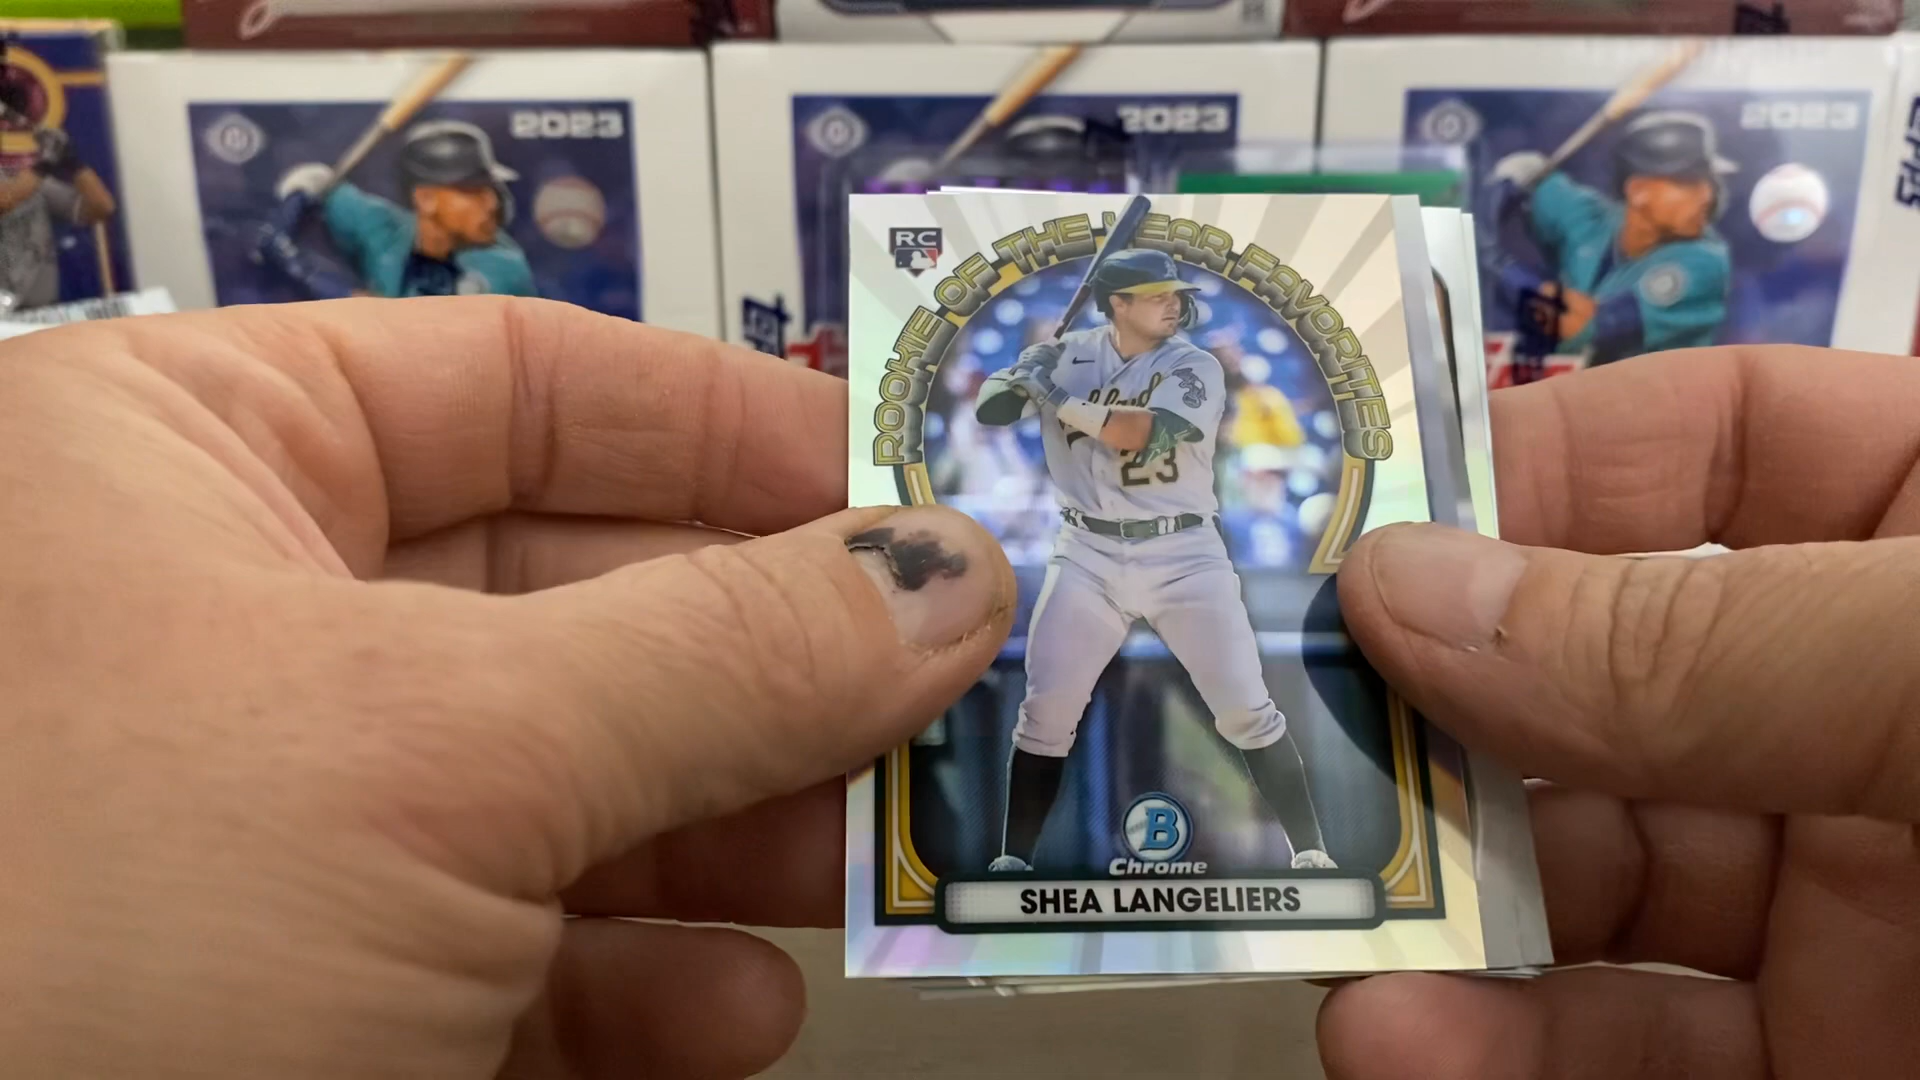 2023
2023
2023
RC
ROOKIE OF THE YEAR FAVORITES
23
B
Chrome
SHEA LANGELIERS